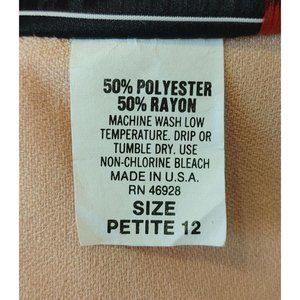 50% POLYESTER
50% RAYON
MACHINE WASH LOW
TEMPERATURE. DRIP OR
TUMBLE DRY. USE
NON-CHLORINE BLEACH
MADE IN U.S.A.
RN 46928
SIZE
PETITE 12